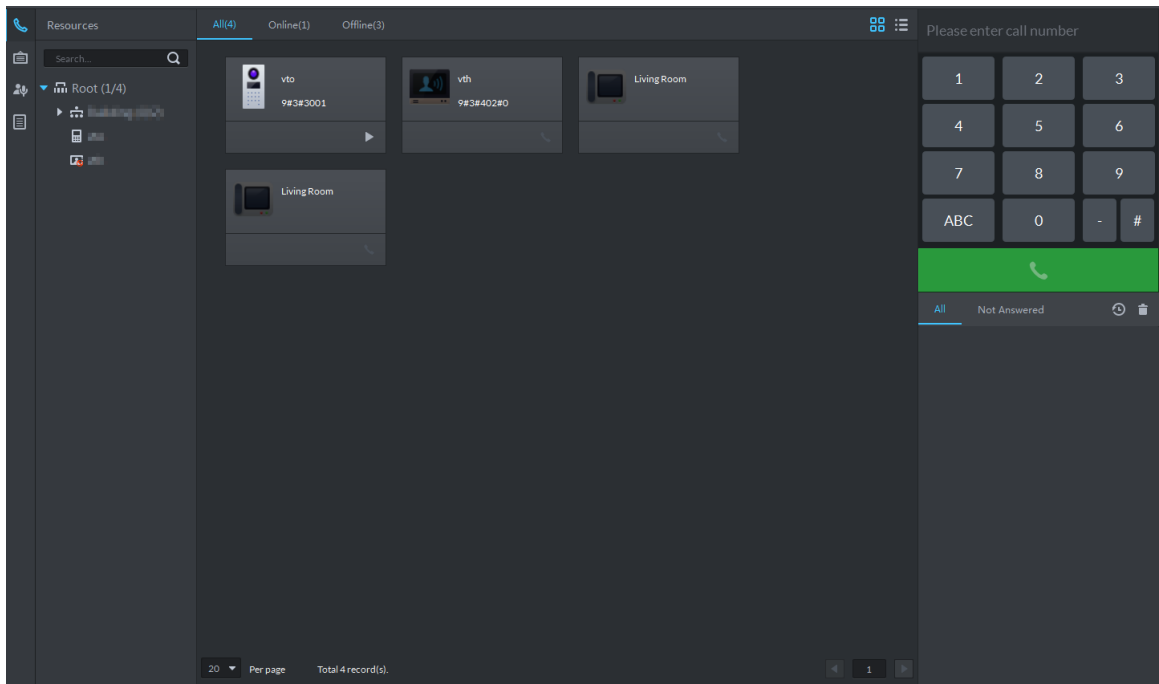 Resources
Search...
Root (1/4)
All(4) Online(1) Offline(3)
vto
9#3#3001
vth
9#3#402#0
Living Room
Living Room
20 Per page Total 4 record(s).
1
Please enter call number
1 2 3
4 5 6
7 8 9
ABC 0 - #
All Not Answered